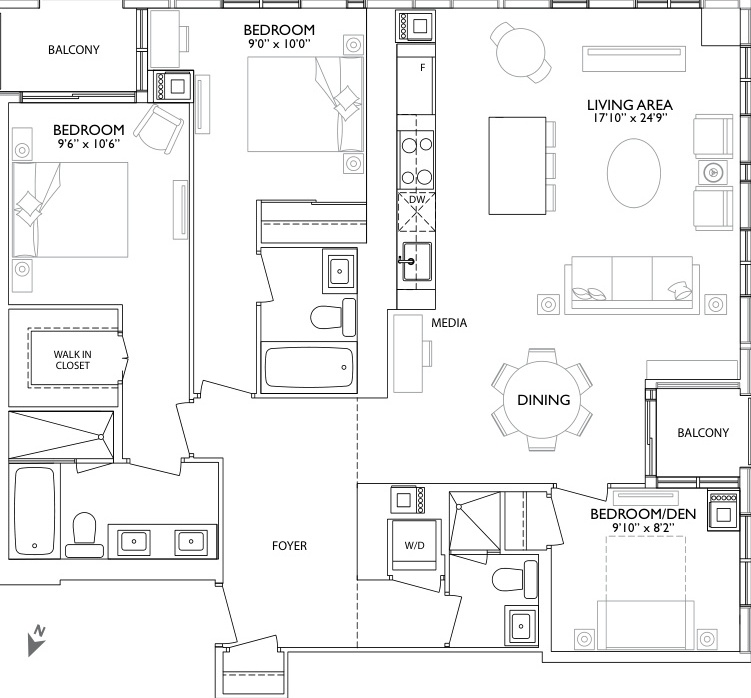 BALCONY
BEDROOM
9'0" x 10'0"
F
LIVING AREA
17'10" x 24'9"
BEDROOM
9'6" x 10'6"
DW
MEDIA
WALK IN
CLOSET
DINING
BALCONY
BEDROOM/DEN
9'10" x 8'2"
FOYER
W/D
N